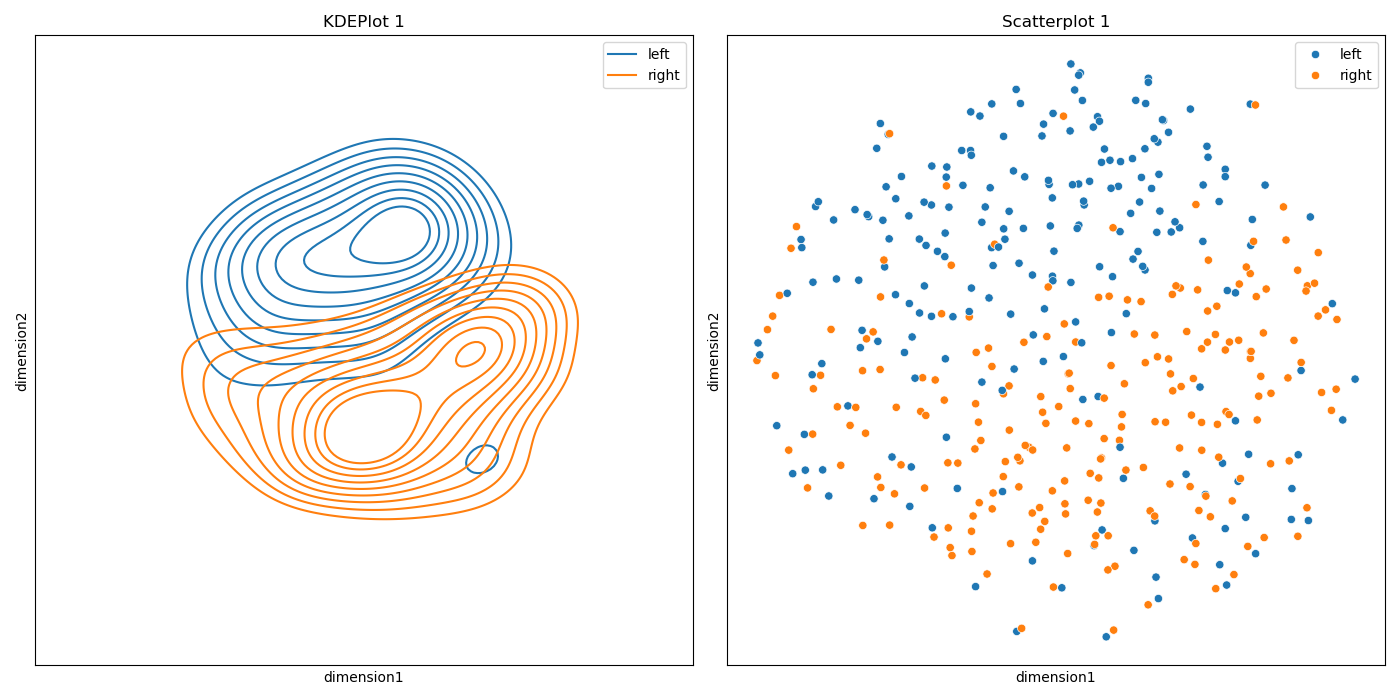 KDEPlot 1
left
right
dimension2
dimension1
Scatterplot 1
left
right
dimension2
dimension1